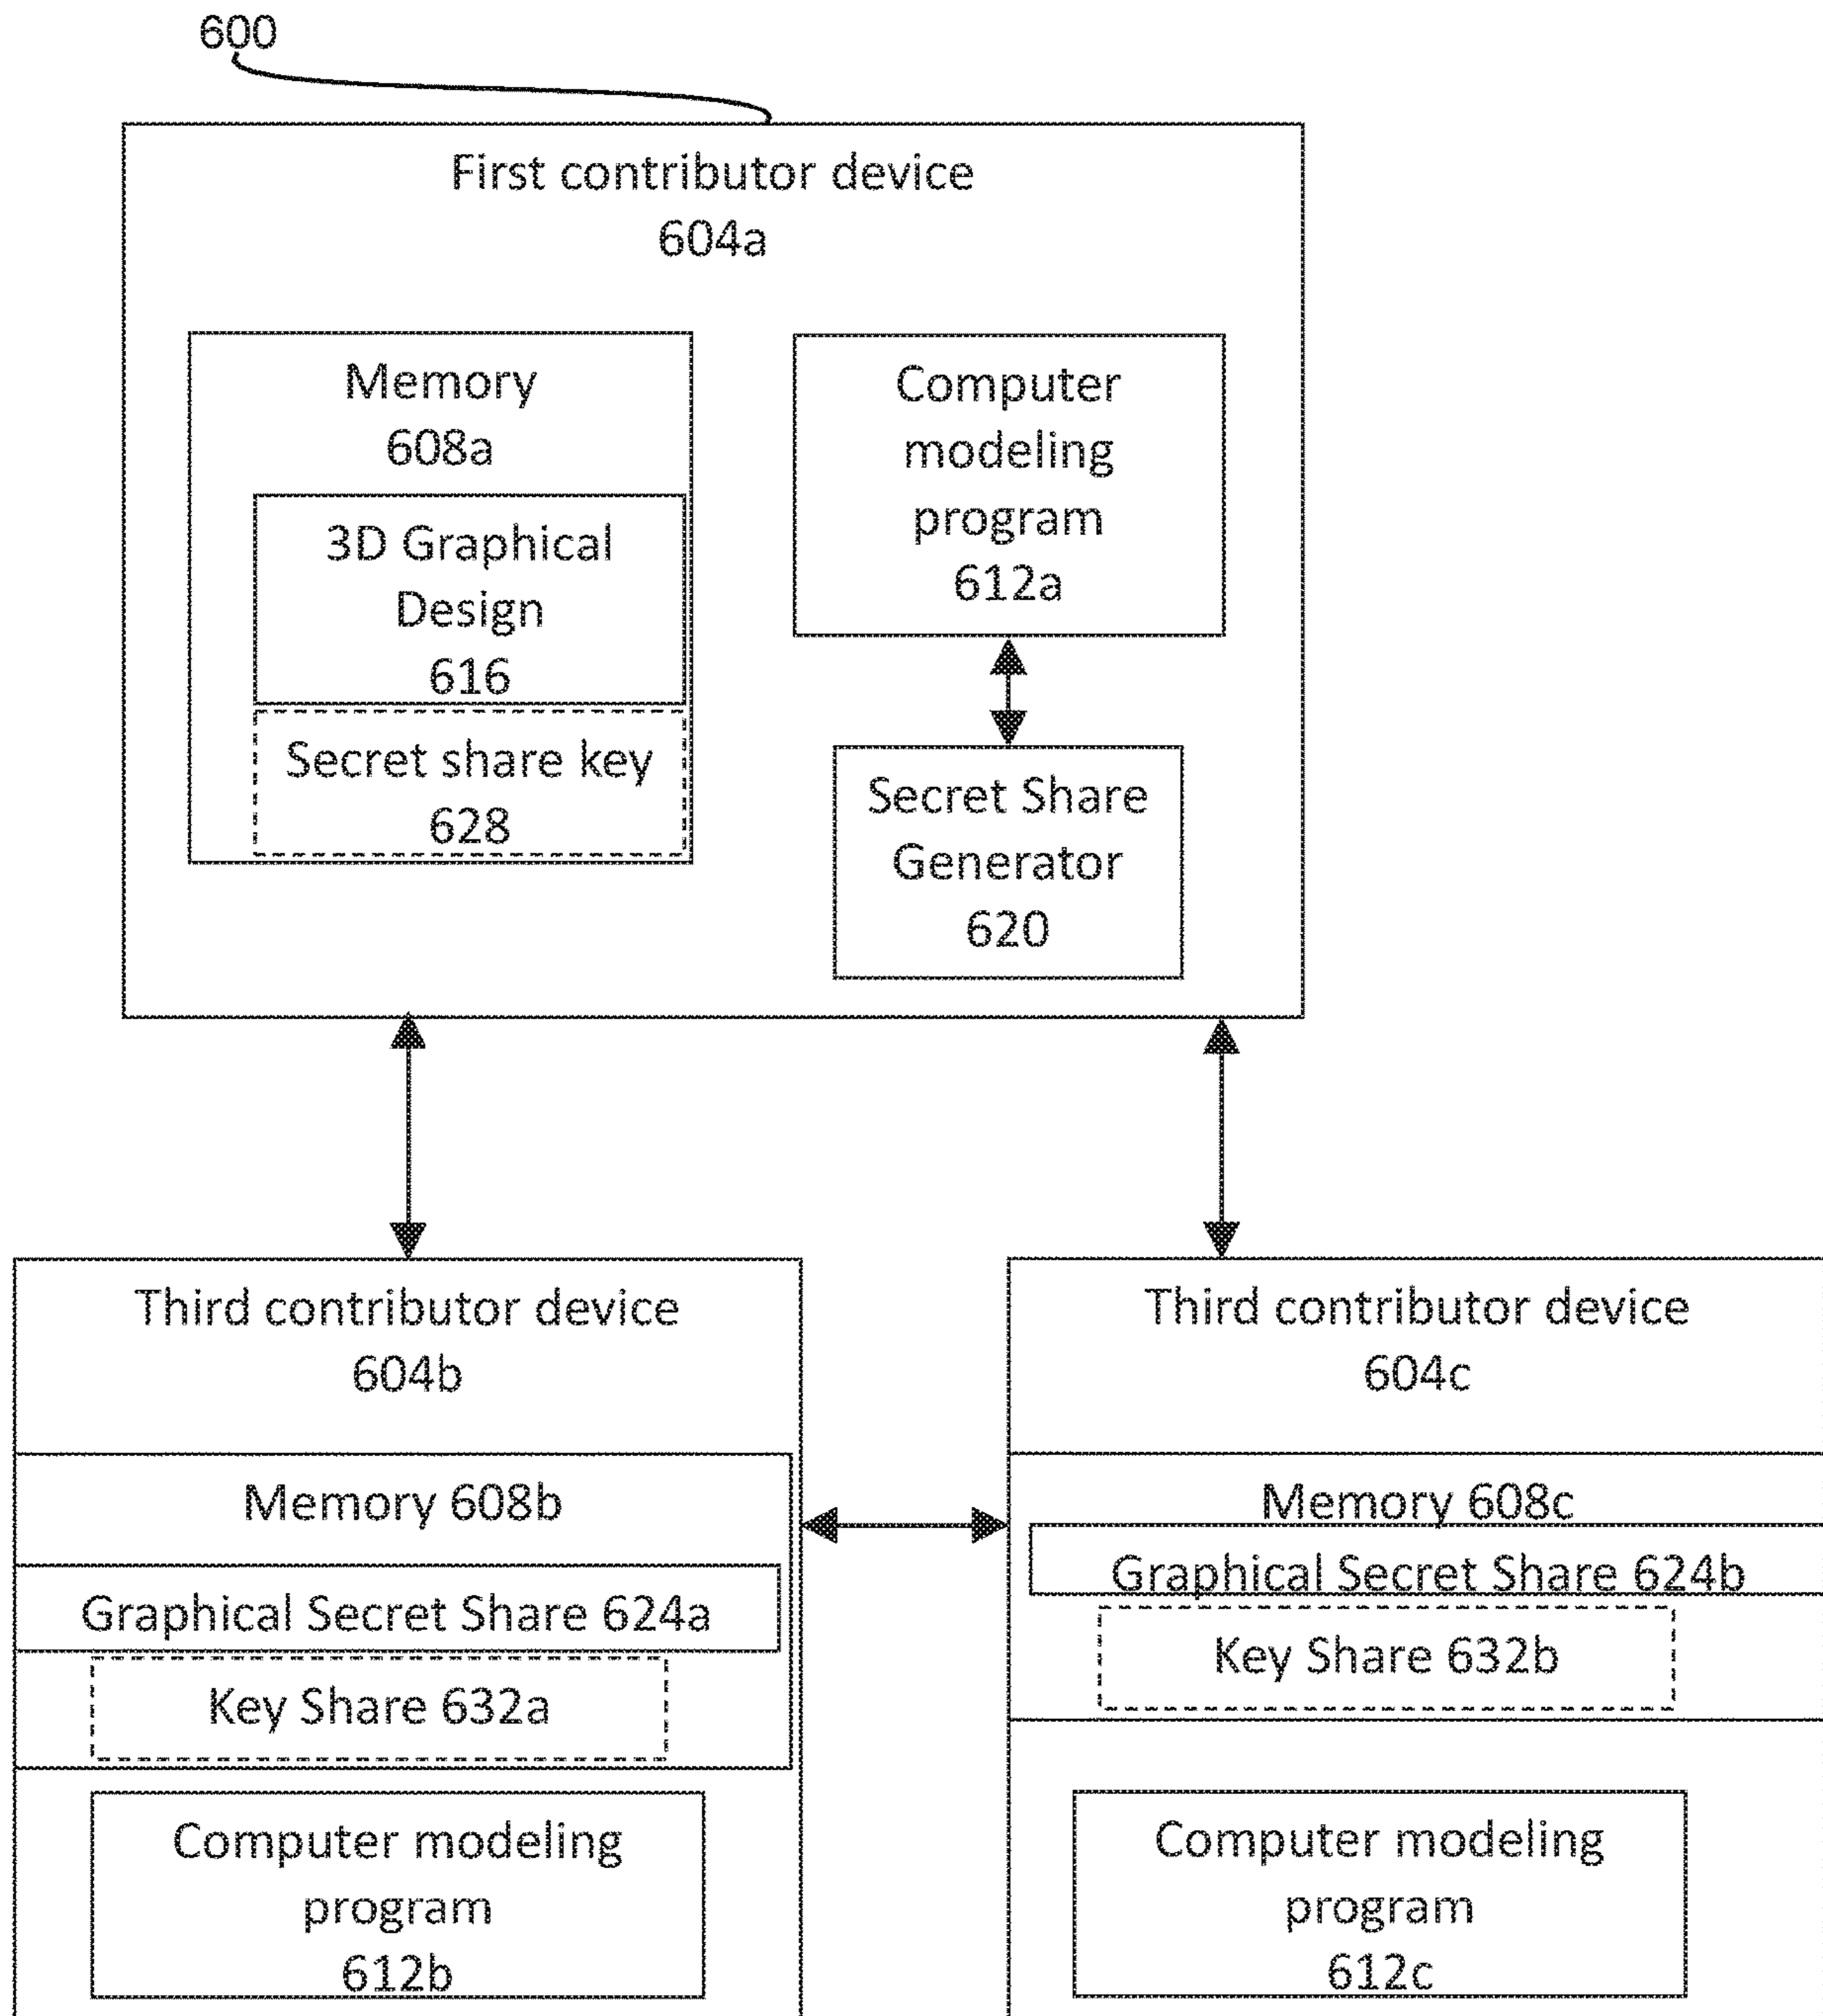 600
First contributor device
604a
Memory
608a
3D Graphical
Design
616
Secret share key
628
Computer
modeling
program
612a
Secret Share
Generator
620
Third contributor device
604b
Memory 608b
Graphical Secret Share 624a
Key Share 632a
Computer modeling
program
612b
Third contributor device
604c
Memory 608c
Graphical Secret Share 624b
Key Share 632b
Computer modeling
program
612c